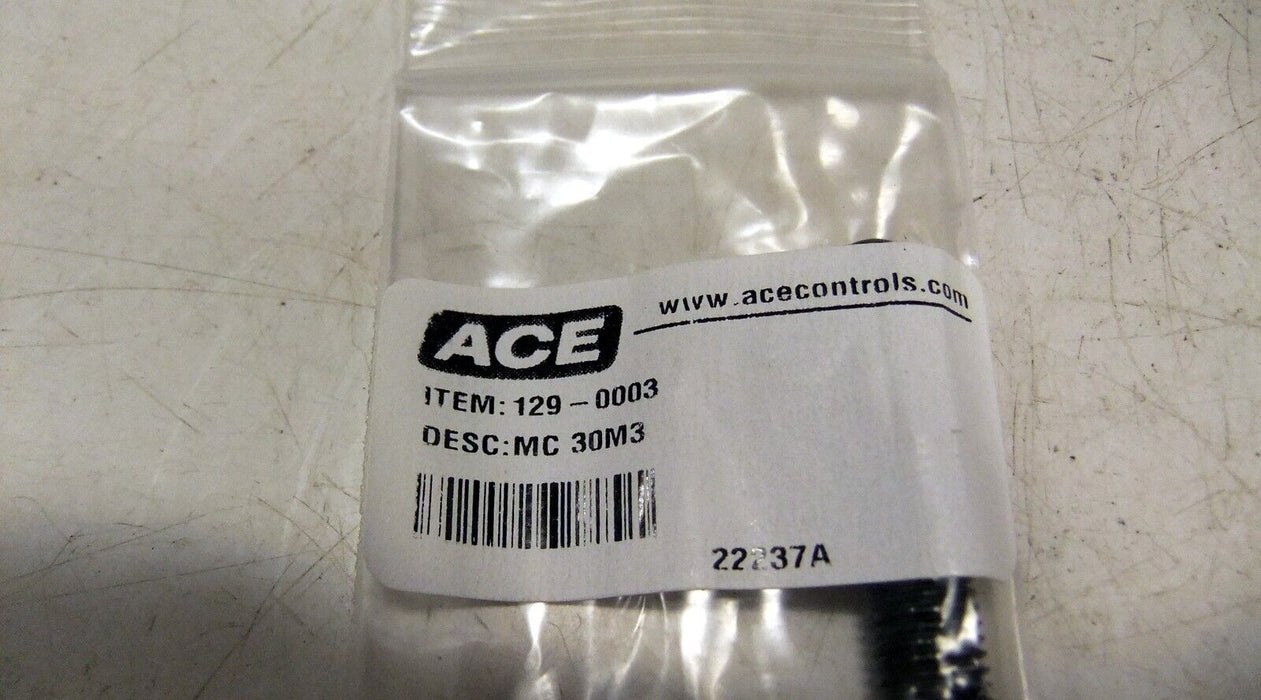 ACE
www.acecontrols.com
ITEM: 129-0003
DESC: MC 30M3
22237A